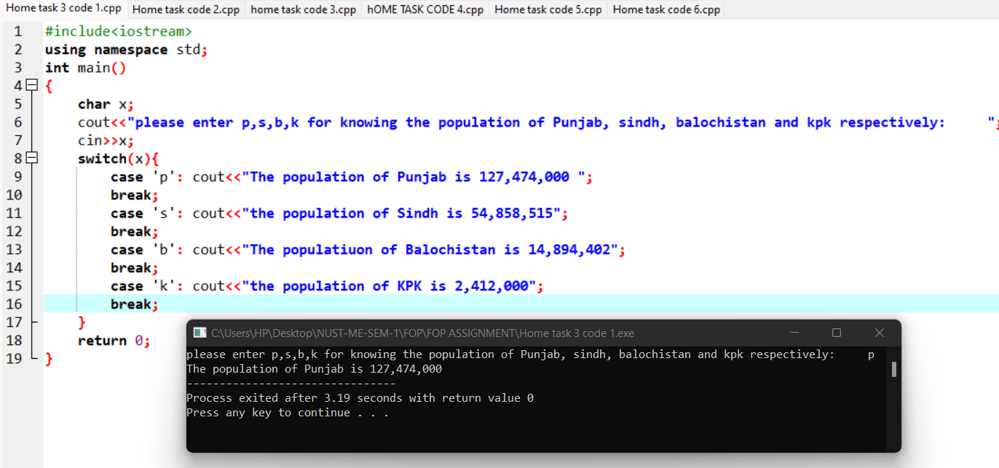 Home task 3 code 1.cpp Home task code 2.cpp home task code 3.cpp hOME TASK CODE 4.cpp Home task code 5.cpp Home task code 6.cpp
1 #include<iostream>
2 using namespace std;
3 int main()
4 {
5 char x;
6 cout<<"please enter p,s,b,k for knowing the population of Punjab, sindh, balochistan and kpk respectively:     ";
7 cin>>x;
8 switch(x){
9 case 'p': cout<<"The population of Punjab is 127,474,000 ";
10 break;
11 case 's': cout<<"the population of Sindh is 54,858,515";
12 break;
13 case 'b': cout<<"The populatiuon of Balochistan is 14,894,402";
14 break;
15 case 'k': cout<<"the population of KPK is 2,412,000";
16 break;
17 }
18 return 0;
19 }
C:\Users\HP\Desktop\NUST-ME-SEM-1\FOP\FOP ASSIGNMENT\Home task 3 code 1.exe
please enter p,s,b,k for knowing the population of Punjab, sindh, balochistan and kpk respectively:     p
The population of Punjab is 127,474,000
--------------------------------
Process exited after 3.19 seconds with return value 0
Press any key to continue . . .